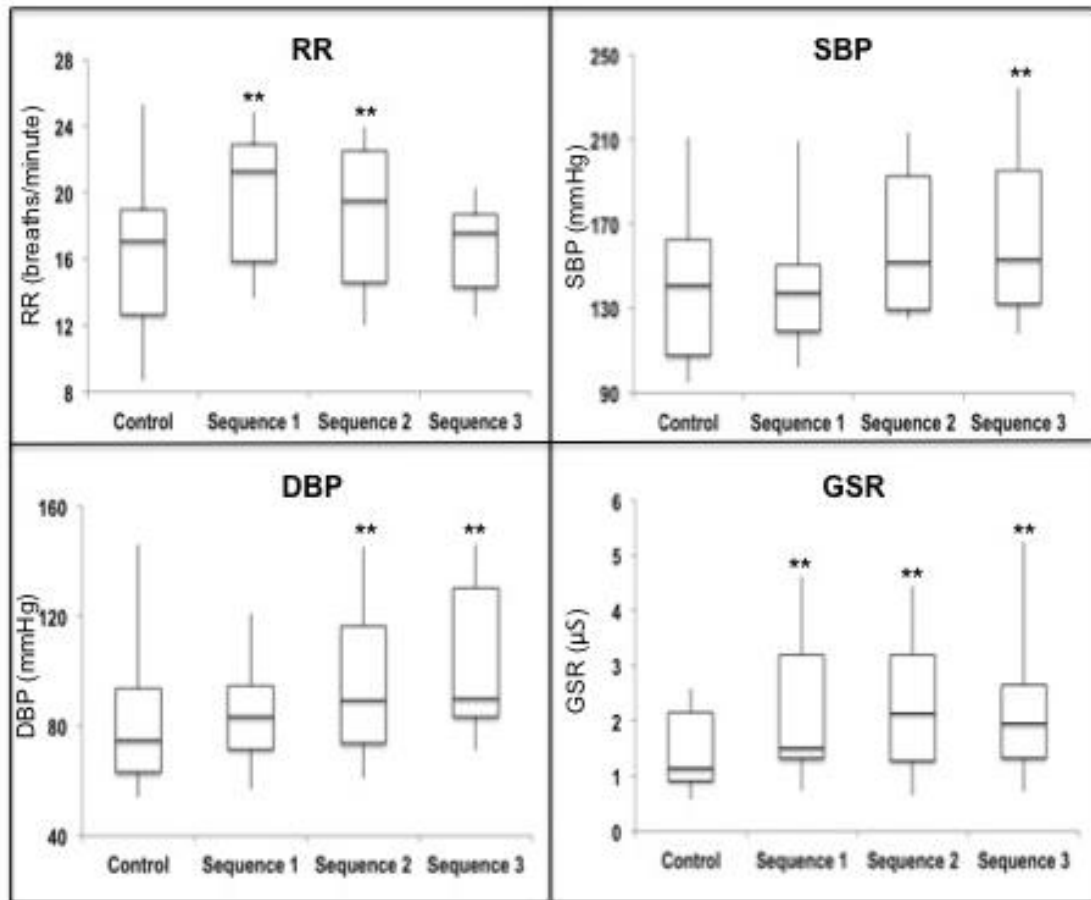 RR
RR (breaths/minute)
28
24
20
16
12
8
**
**
Control Sequence 1 Sequence 2 Sequence 3
SBP
SBP (mmHg)
250
210
170
130
90
**
Control Sequence 1 Sequence 2 Sequence 3
DBP
DBP (mmHg)
160
120
80
40
**
**
Control Sequence 1 Sequence 2 Sequence 3
GSR
GSR (µS)
6
5
4
3
2
1
0
**
**
**
Control Sequence 1 Sequence 2 Sequence 3